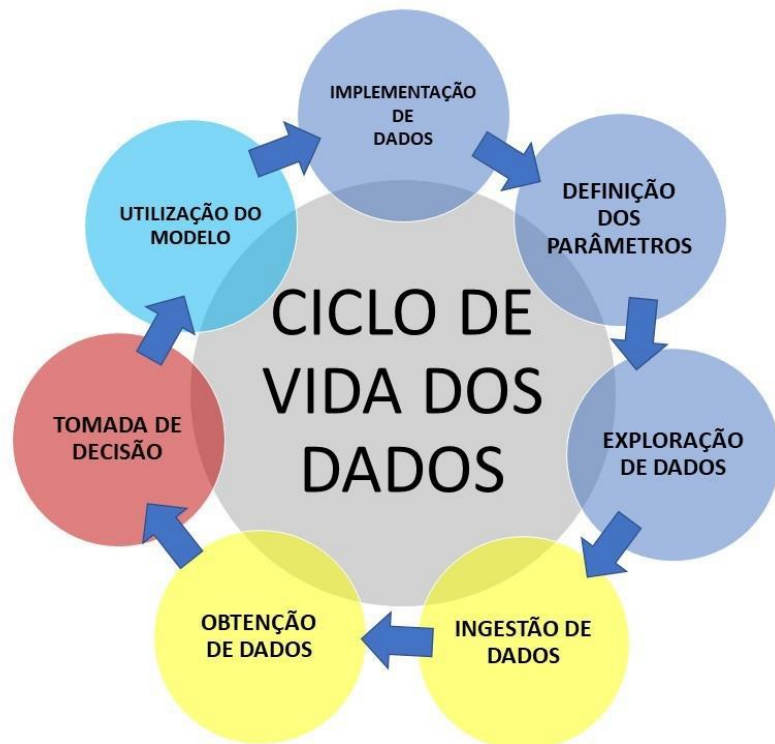 IMPLEMENTAÇÃO
DE
DADOS
DEFINIÇÃO
DOS
PARÂMETROS
EXPLORAÇÃO
DE DADOS
INGESTÃO DE
DADOS
OBTENÇÃO
DE DADOS
TOMADA DE
DECISÃO
UTILIZAÇÃO DO
MODELO
CICLO DE
VIDA DOS
DADOS